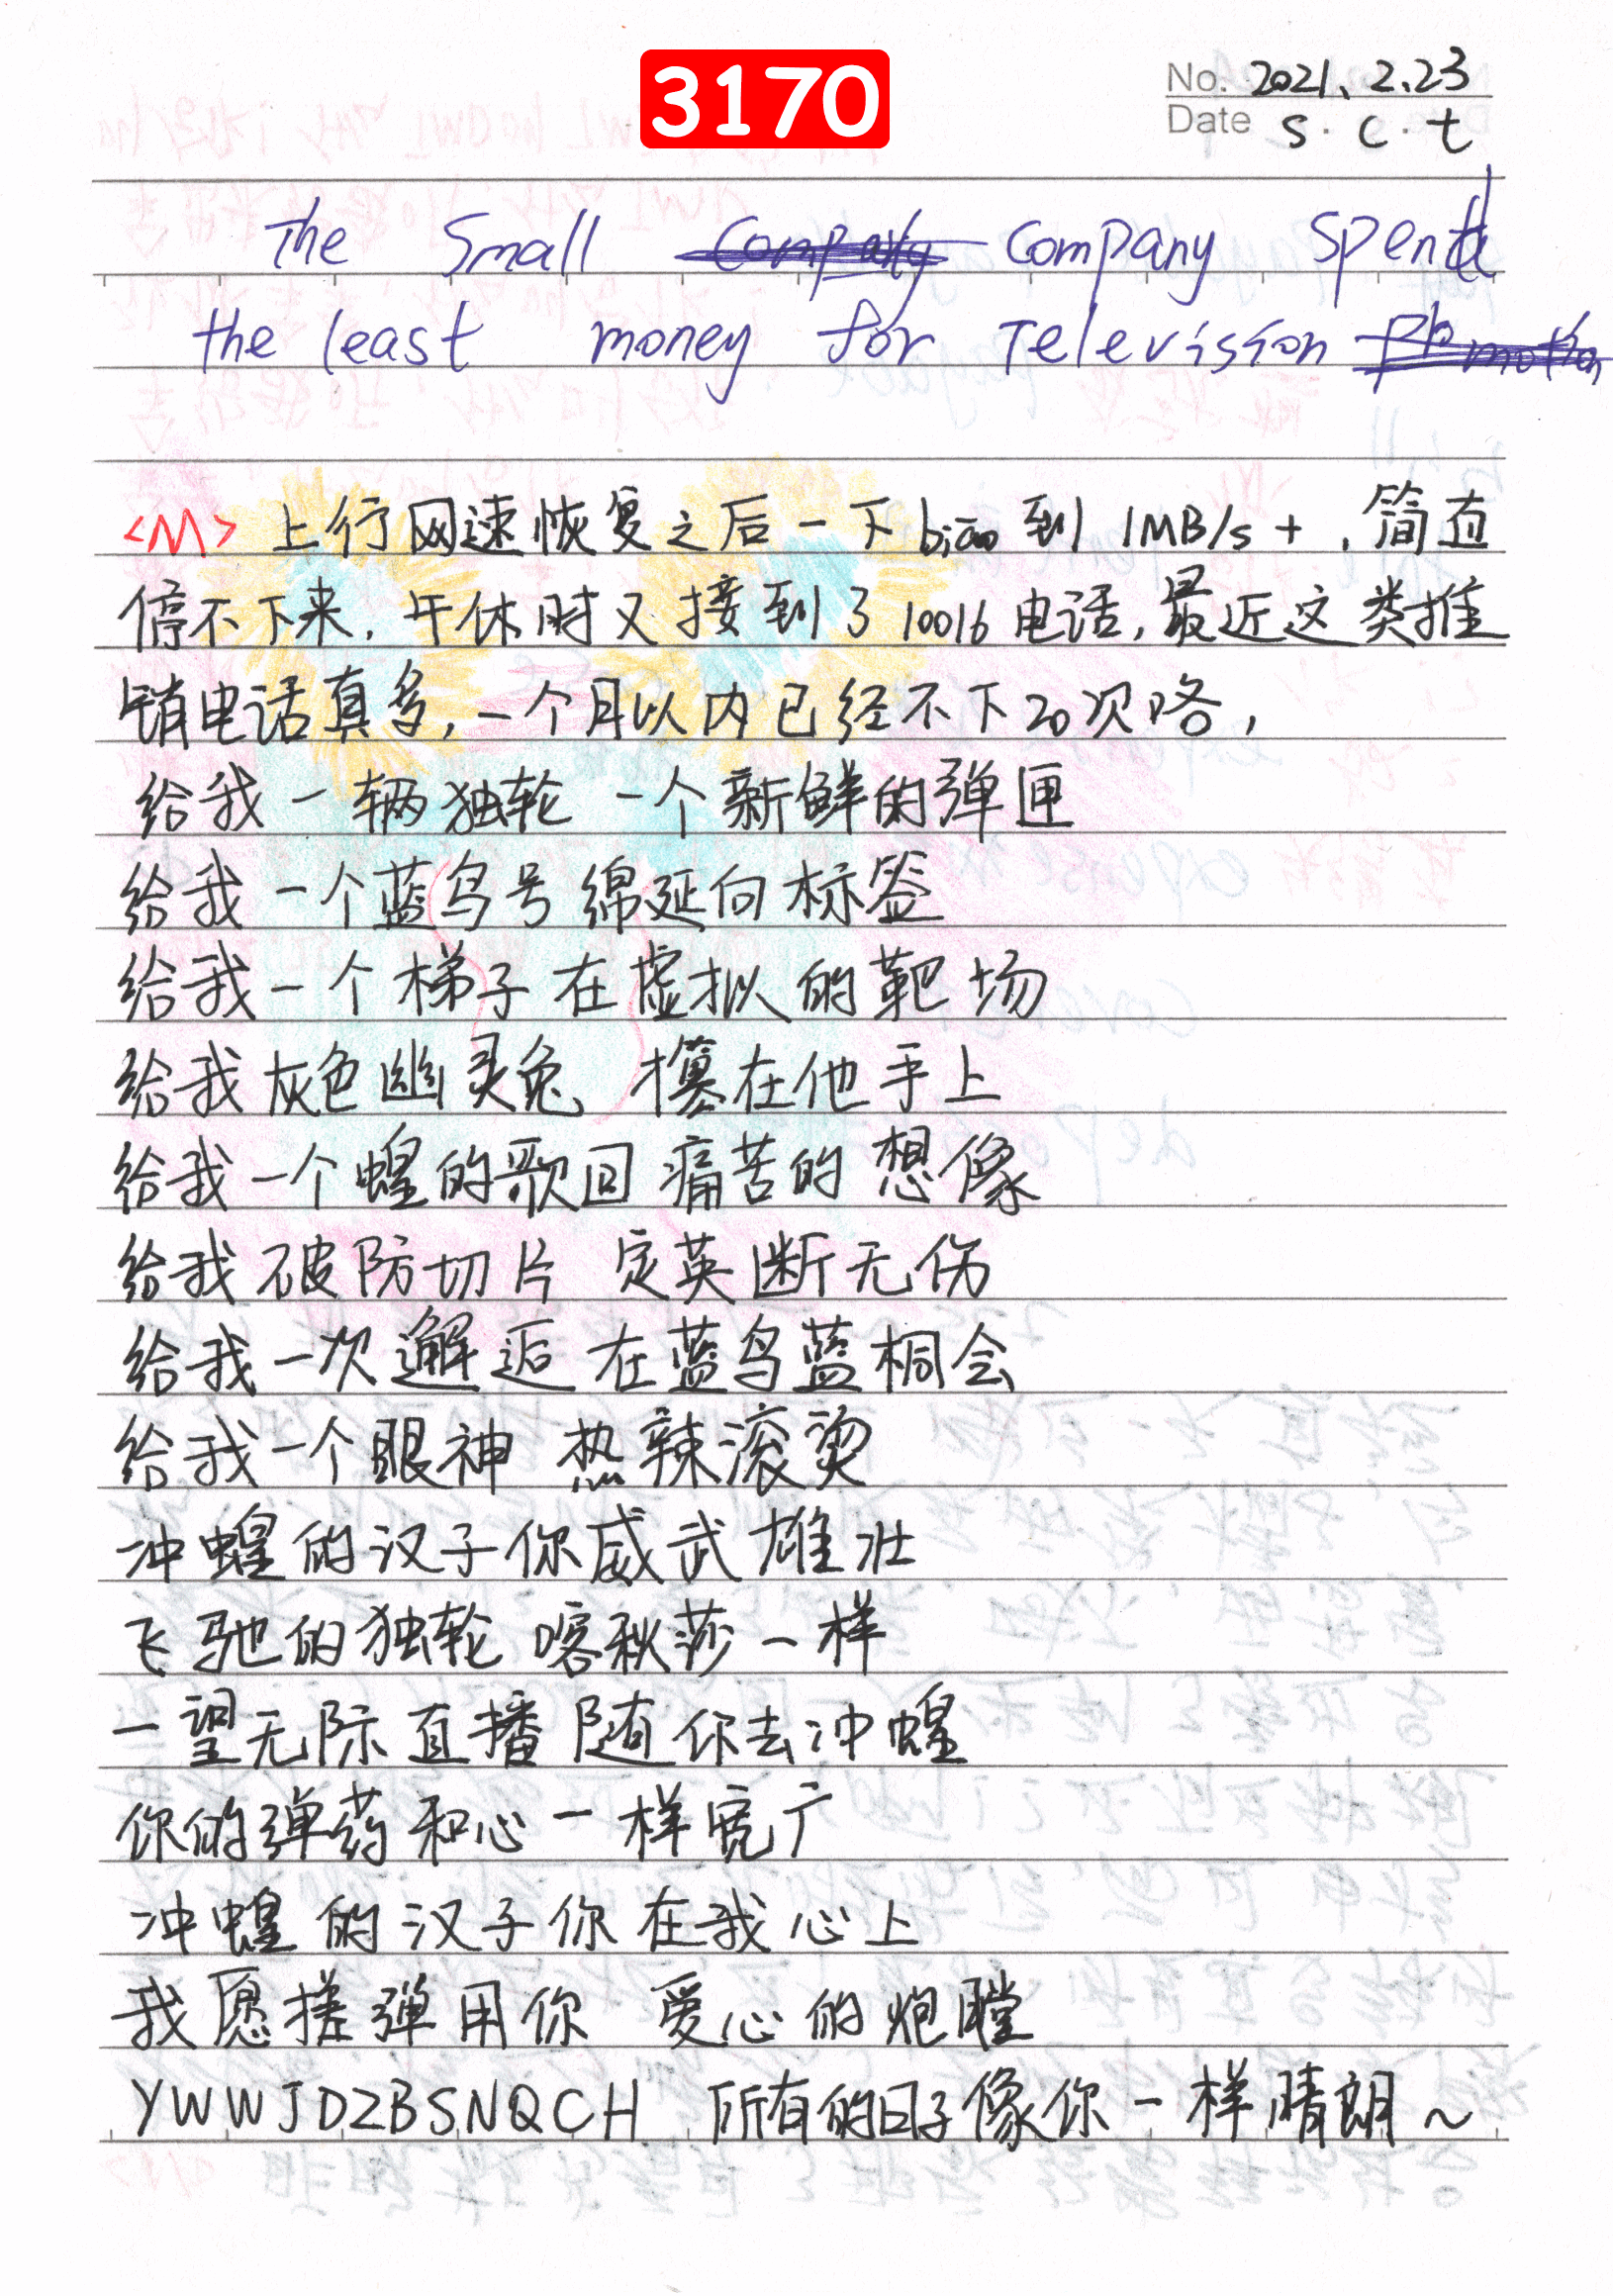 3170
No. 2021.2.23
Date s.c.t
The Small Company Company Spend
the least money for Television
<M> 上行网速恢复之后一下biāo到 1MB/s+，简直
停不下来，午休时又接到了10016电话，最近这类推
销电话真多，一个月以内已经不下20次咯，
给我一辆独轮 一个新鲜的弹匣
给我一个蓝鸟号绵延向标签
给我一个梯子在虚拟的靶场
给我灰色幽灵兔 攥在他手上
给我一个蝗的歌回痛苦的想像
给我破防切片 定英断无伤
给我一次邂逅在蓝鸟蓝桐会
给我一个眼神 热辣滚烫
冲蝗的汉子你威武雄壮
飞驰的独轮 喀秋莎一样
一望无际直播随你去冲蝗
你的弹药和心一样宽广
冲蝗的汉子你在我心上
我愿搓弹用你 爱心的炮膛
YWWJDZBSNQCH 所有的日子像你一样晴朗～